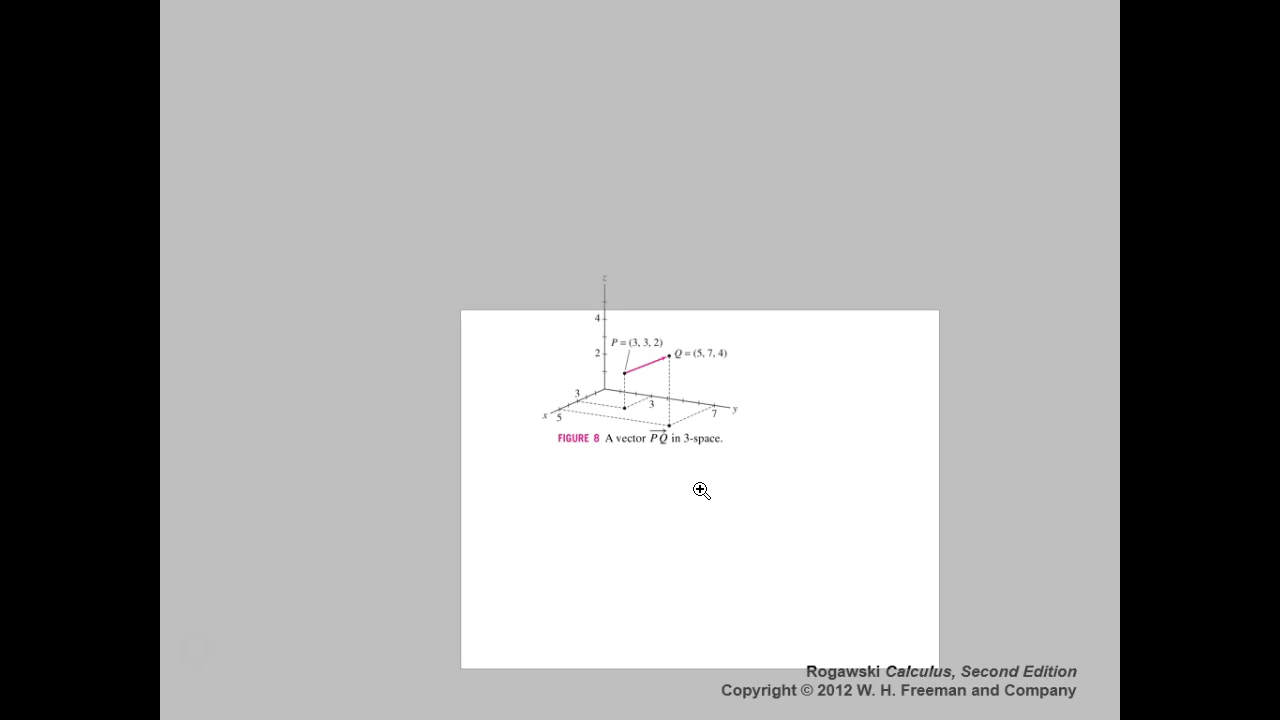 z
4
P = (3, 3, 2)
2
Q = (5, 7, 4)
3
3
x
5
7
y
FIGURE 8 A vector PQ in 3-space.
Rogawski Calculus, Second Edition
Copyright © 2012 W. H. Freeman and Company